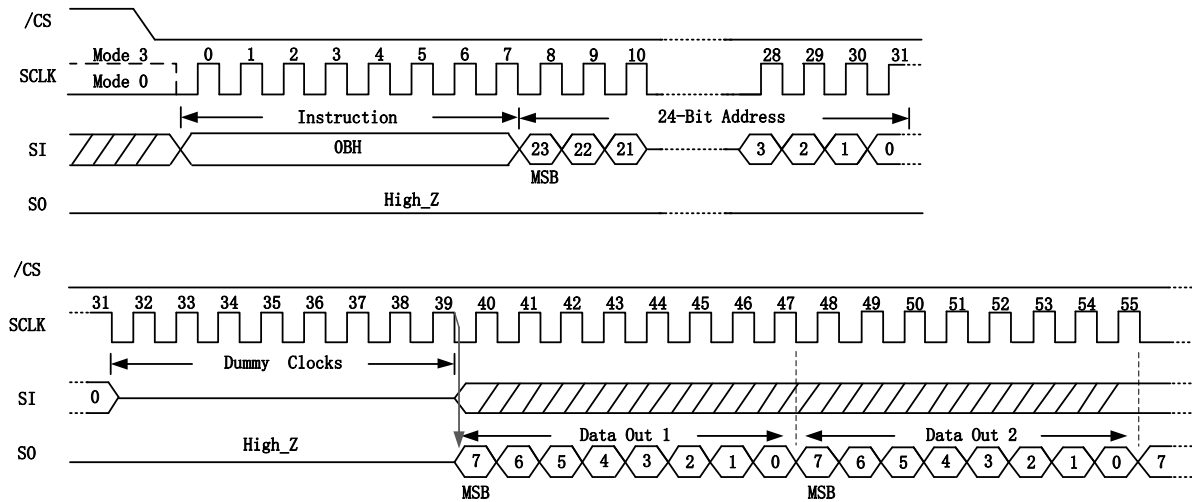 /CS
Mode 3 0 1 2 3 4 5 6 7 8 9 10 28 29 30 31
SCLK
Mode 0
Instruction 24-Bit Address
SI 0BH 23 22 21 3 2 1 0
MSB
SO High_Z
/CS
31 32 33 34 35 36 37 38 39 40 41 42 43 44 45 46 47 48 49 50 51 52 53 54 55
SCLK
Dummy Clocks
SI 0
Data Out 1 Data Out 2
SO High_Z 7 6 5 4 3 2 1 0 7 6 5 4 3 2 1 0 7
MSB MSB